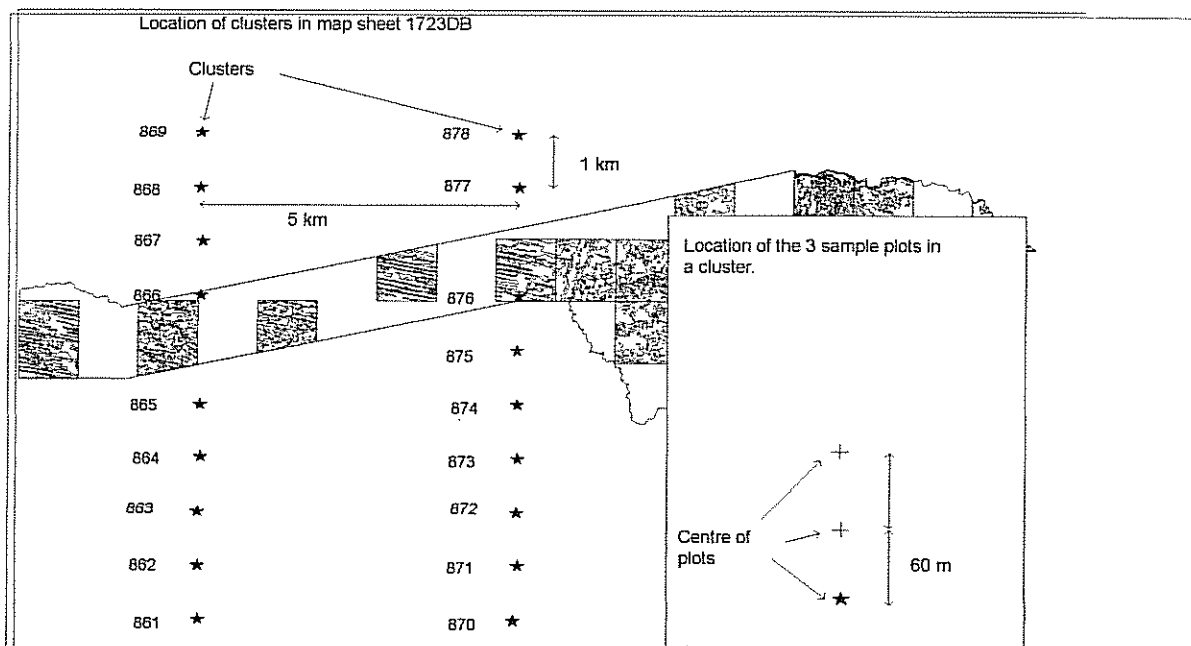 Location of clusters in map sheet 1723DB
Clusters
869
878
1 km
868
877
5 km
867
Location of the 3 sample plots in
a cluster.
866
876
875
865
874
864
873
863
872
Centre of
plots
862
871
60 m
861
870